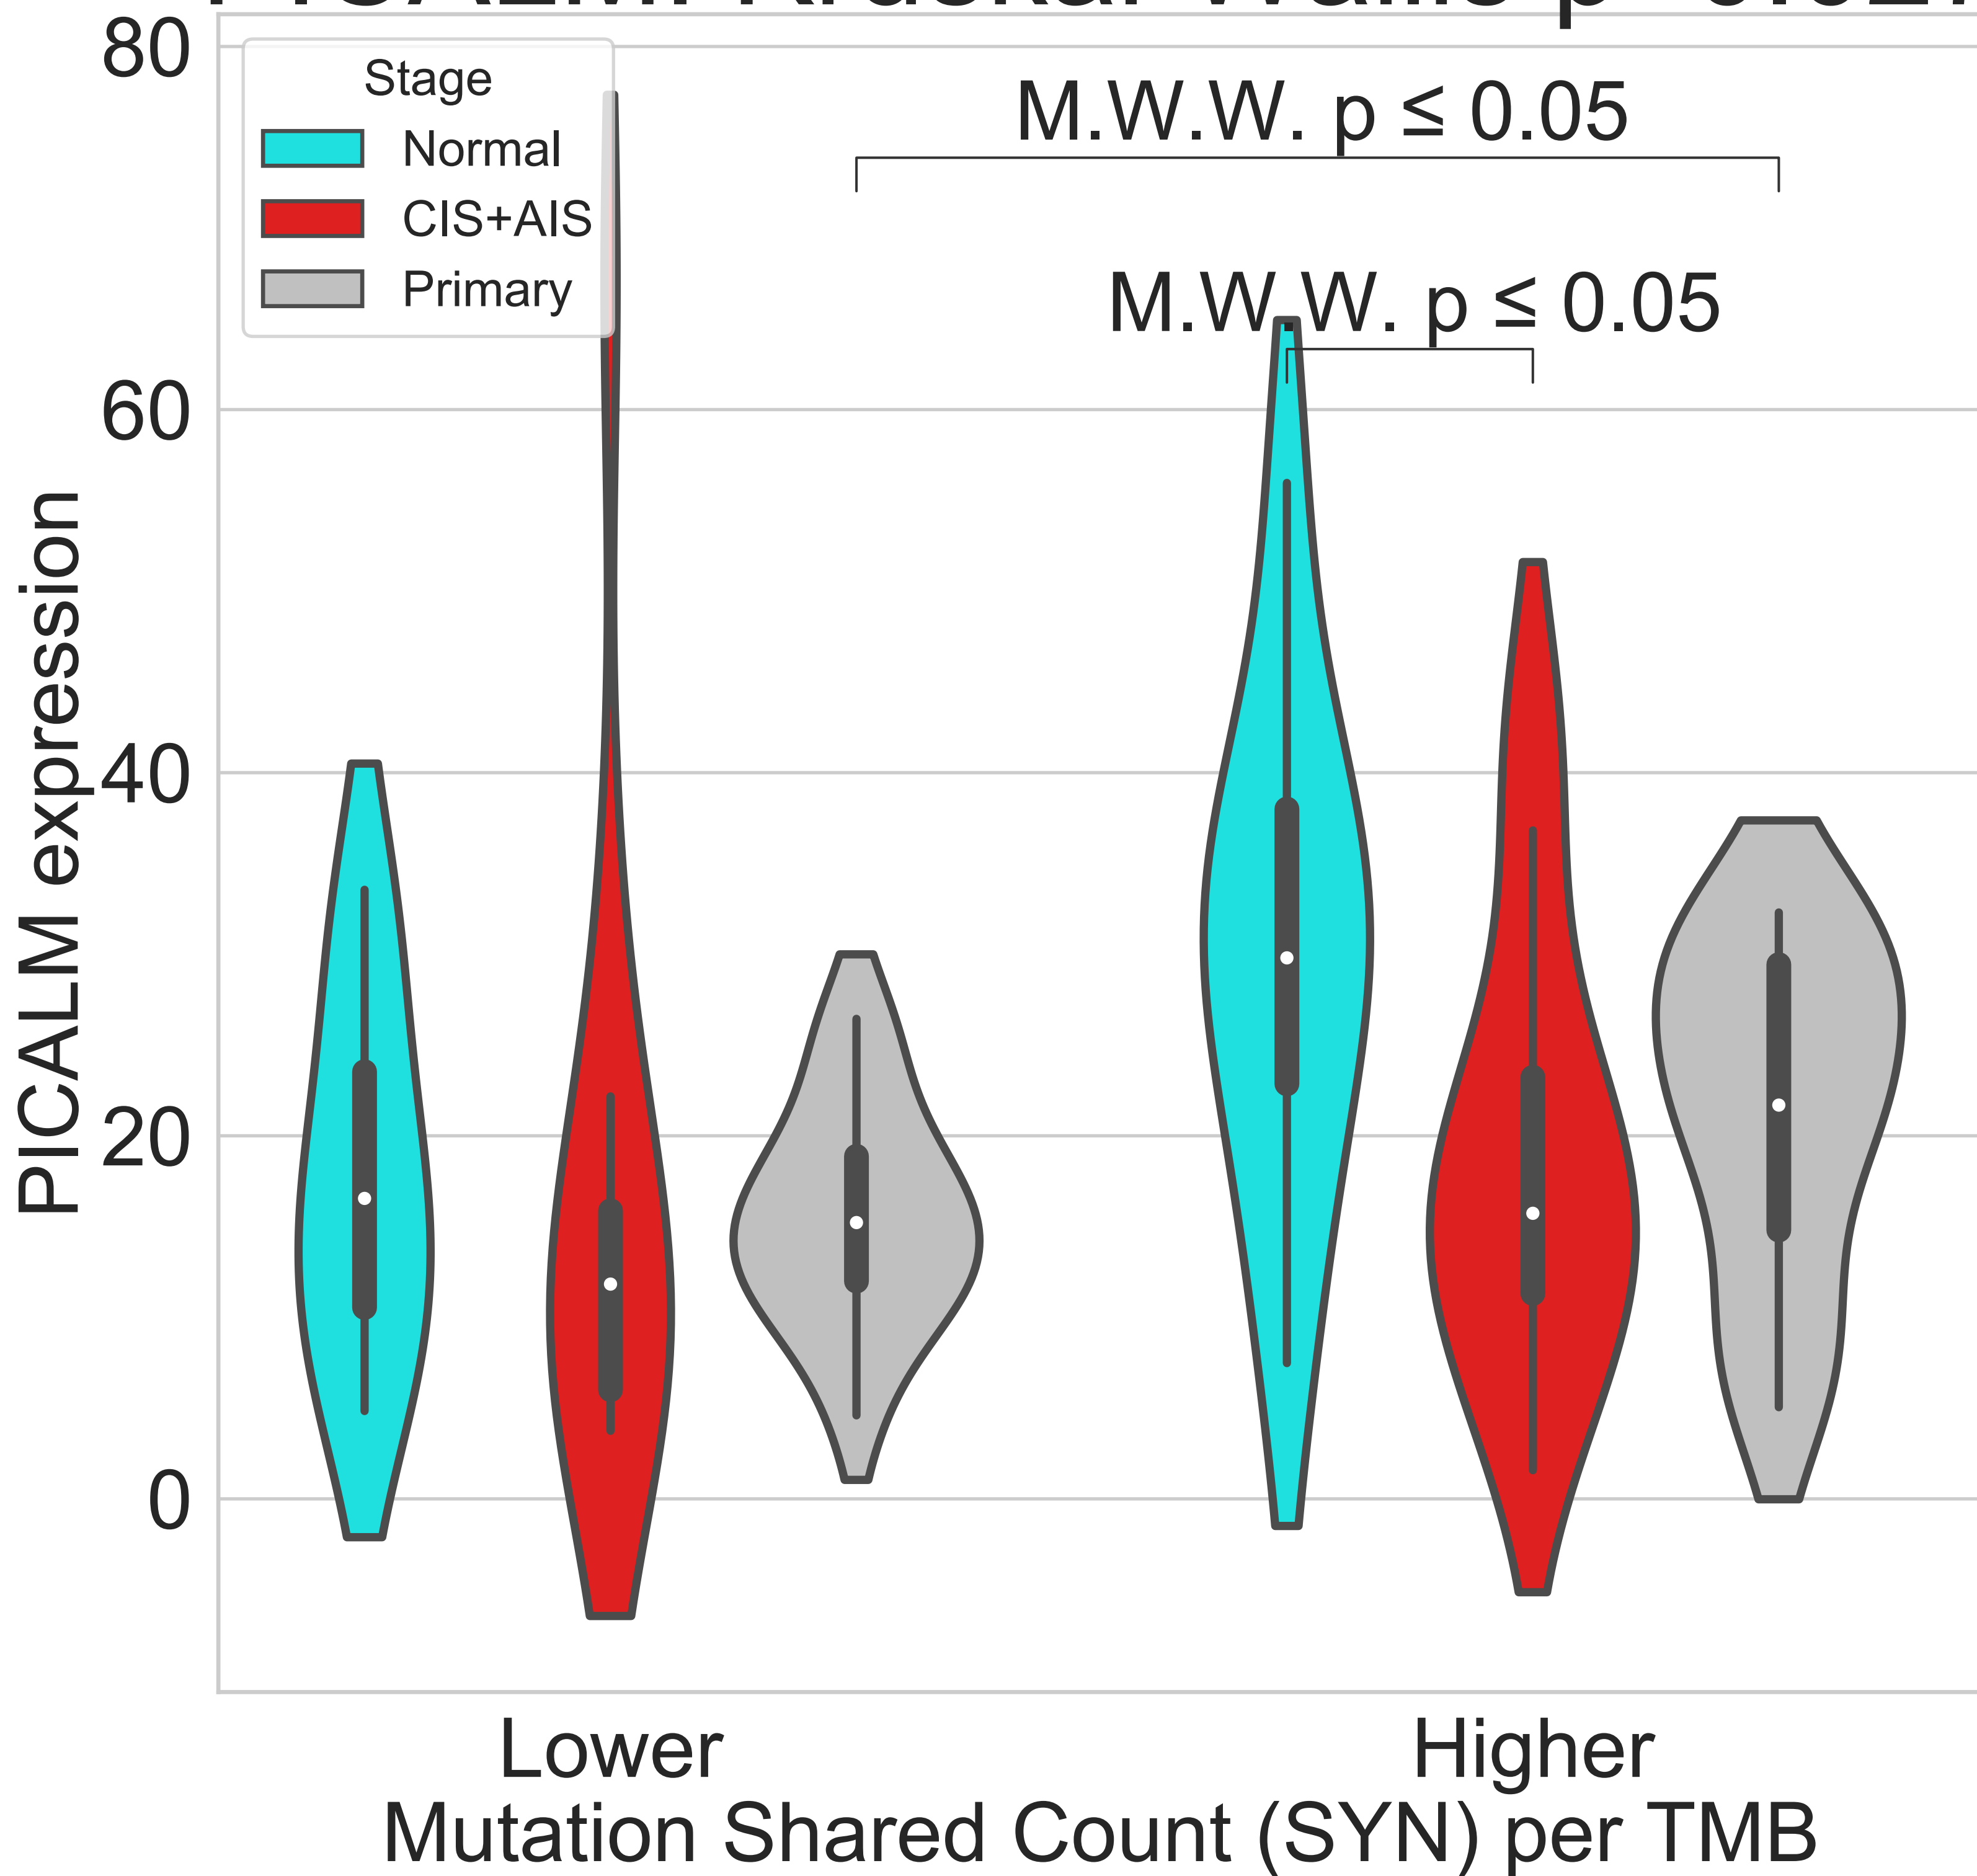 80
60
40
20
0
PICALM expression
Stage
Normal
CIS+AIS
Primary
M.W.W. p ≤ 0.05
M.W.W. p ≤ 0.05
Lower
Higher
Mutation Shared Count (SYN) per TMB